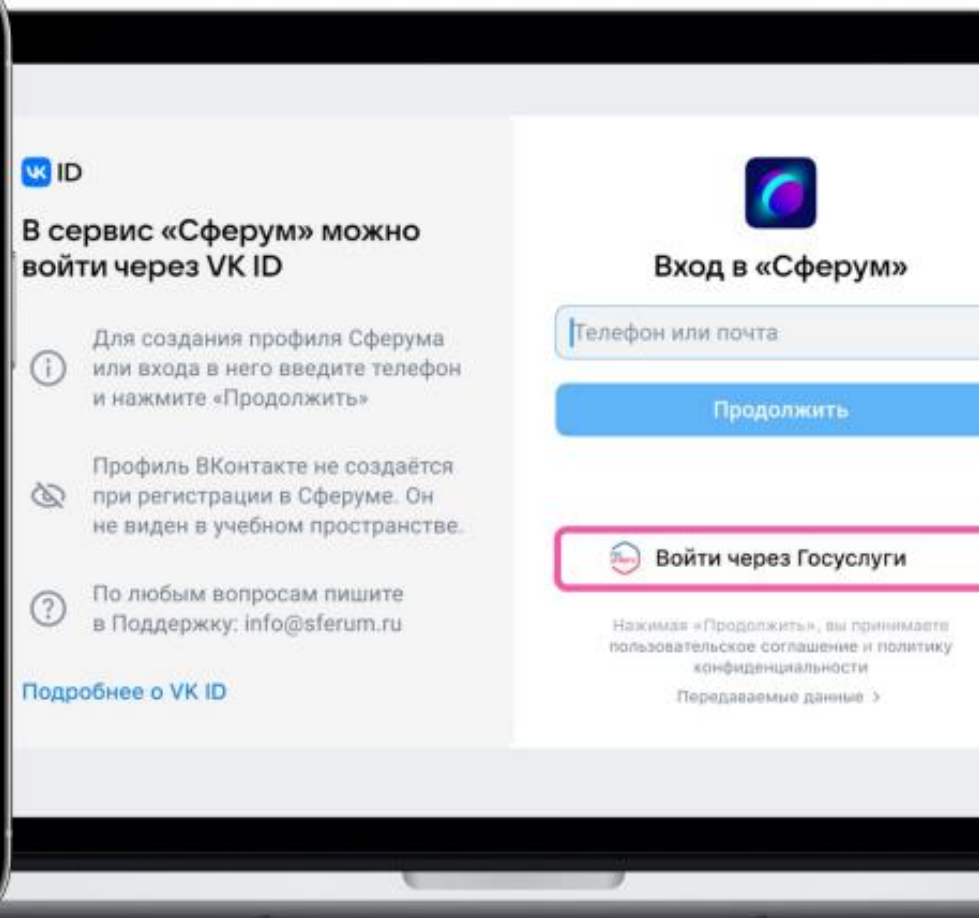 VK ID
В сервис «Сферум» можно
войти через VK ID
Для создания профиля Сферума
или входа в него введите телефон
и нажмите «Продолжить»
Профиль ВКонтакте не создаётся
при регистрации в Сферуме. Он
не виден в учебном пространстве.
По любым вопросам пишите
в Поддержку: info@sferum.ru
Подробнее о VK ID
Вход в «Сферум»
Телефон или почта
Продолжить
Войти через Госуслуги
Нажимая «Продолжить», вы принимаете
пользовательское соглашение и политику
конфиденциальности
Передаваемые данные >